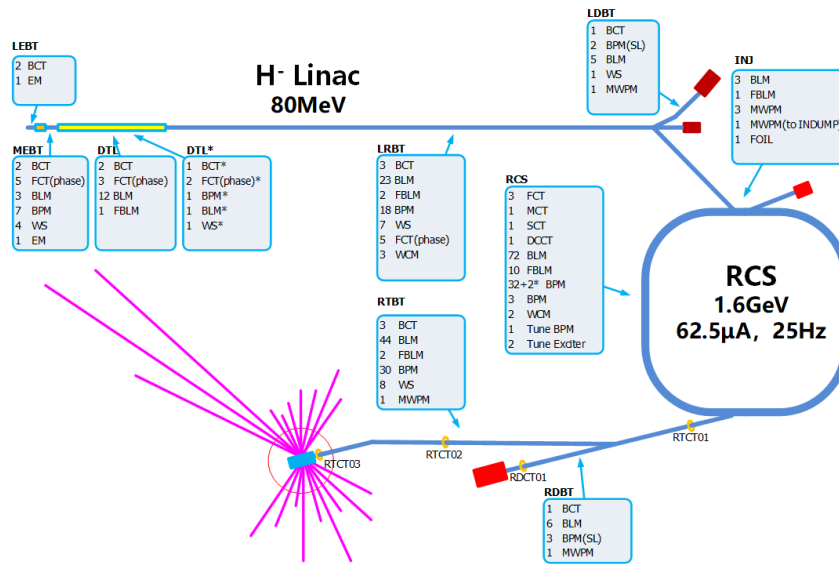 LEBT
2 BCT
1 EM
H- Linac
80MeV
LDBT
1 BCT
2 BPM(SL)
5 BLM
1 WS
1 MWPM
INJ
3 BLM
1 FBLM
3 MWPM
1 MWPM(to INDUMP)
1 FOIL
MEBT
2 BCT
5 FCT(phase)
3 BLM
7 BPM
4 WS
1 EM
DTL
2 BCT
3 FCT(phase)
12 BLM
1 FBLM
DTL*
1 BCT*
2 FCT(phase)*
1 BPM*
1 BLM*
1 WS*
LRBT
3 BCT
23 BLM
2 FBLM
18 BPM
7 WS
5 FCT(phase)
3 WCM
RCS
3 FCT
1 MCT
1 SCT
1 DCCT
72 BLM
10 FBLM
32+2* BPM
3 BPM
2 WCM
1 Tune BPM
2 Tune Exciter
RCS
1.6GeV
62.5μA, 25Hz
RTBT
3 BCT
44 BLM
2 FBLM
30 BPM
8 WS
1 MWPM
RTCT01
RTCT02
RTCT03
RDCT01
RDBT
1 BCT
6 BLM
3 BPM(SL)
1 MWPM